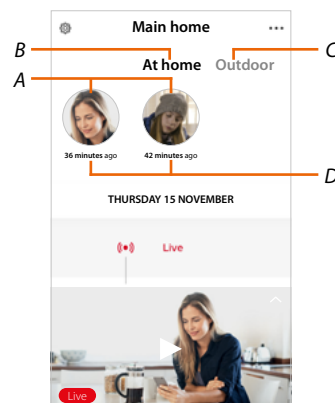 Main home
B
C
At home Outdoor
A
36 minutes ago 42 minutes ago
D
THURSDAY 15 NOVEMBER
Live
Live